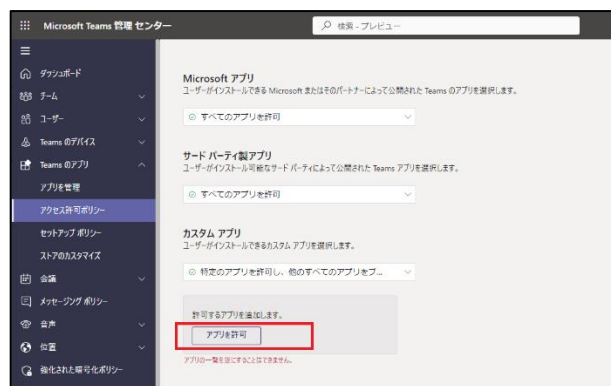 Microsoft Teams 管理センター
検索 - プレビュー
ダッシュボード
チーム
ユーザー
Teams のデバイス
Teams のアプリ
アプリを管理
アクセス許可ポリシー
セットアップ ポリシー
ストアのカスタマイズ
会議
メッセージング ポリシー
音声
位置
強化された暗号化ポリシー
Microsoft アプリ
ユーザーがインストールできる Microsoft またはそのパートナーによって公開された Teams のアプリを選択します。
すべてのアプリを許可
サード パーティ製アプリ
ユーザーがインストール可能なサード パーティによって公開された Teams アプリを選択します。
すべてのアプリを許可
カスタム アプリ
ユーザーがインストールできるカスタム アプリを選択します。
特定のアプリを許可し、他のすべてのアプリをブ...
許可するアプリを追加します。
アプリを許可
アプリの一覧を空にすることはできません。